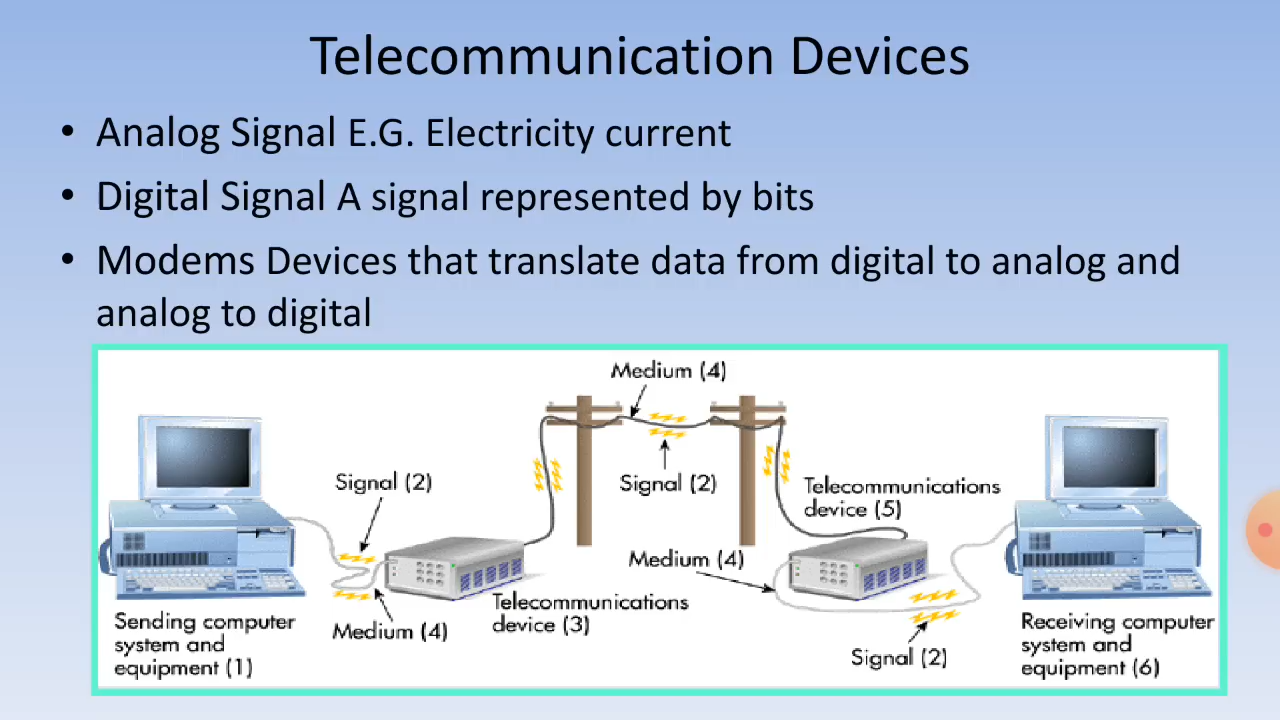 Telecommunication Devices
• Analog Signal E.G. Electricity current
• Digital Signal A signal represented by bits
• Modems Devices that translate data from digital to analog and
analog to digital
Medium (4)
Signal (2)
Signal (2)
Telecommunications
device (5)
Medium (4)
Telecommunications
device (3)
Medium (4)
Sending computer
system and
equipment (1)
Signal (2)
Receiving computer
system and
equipment (6)